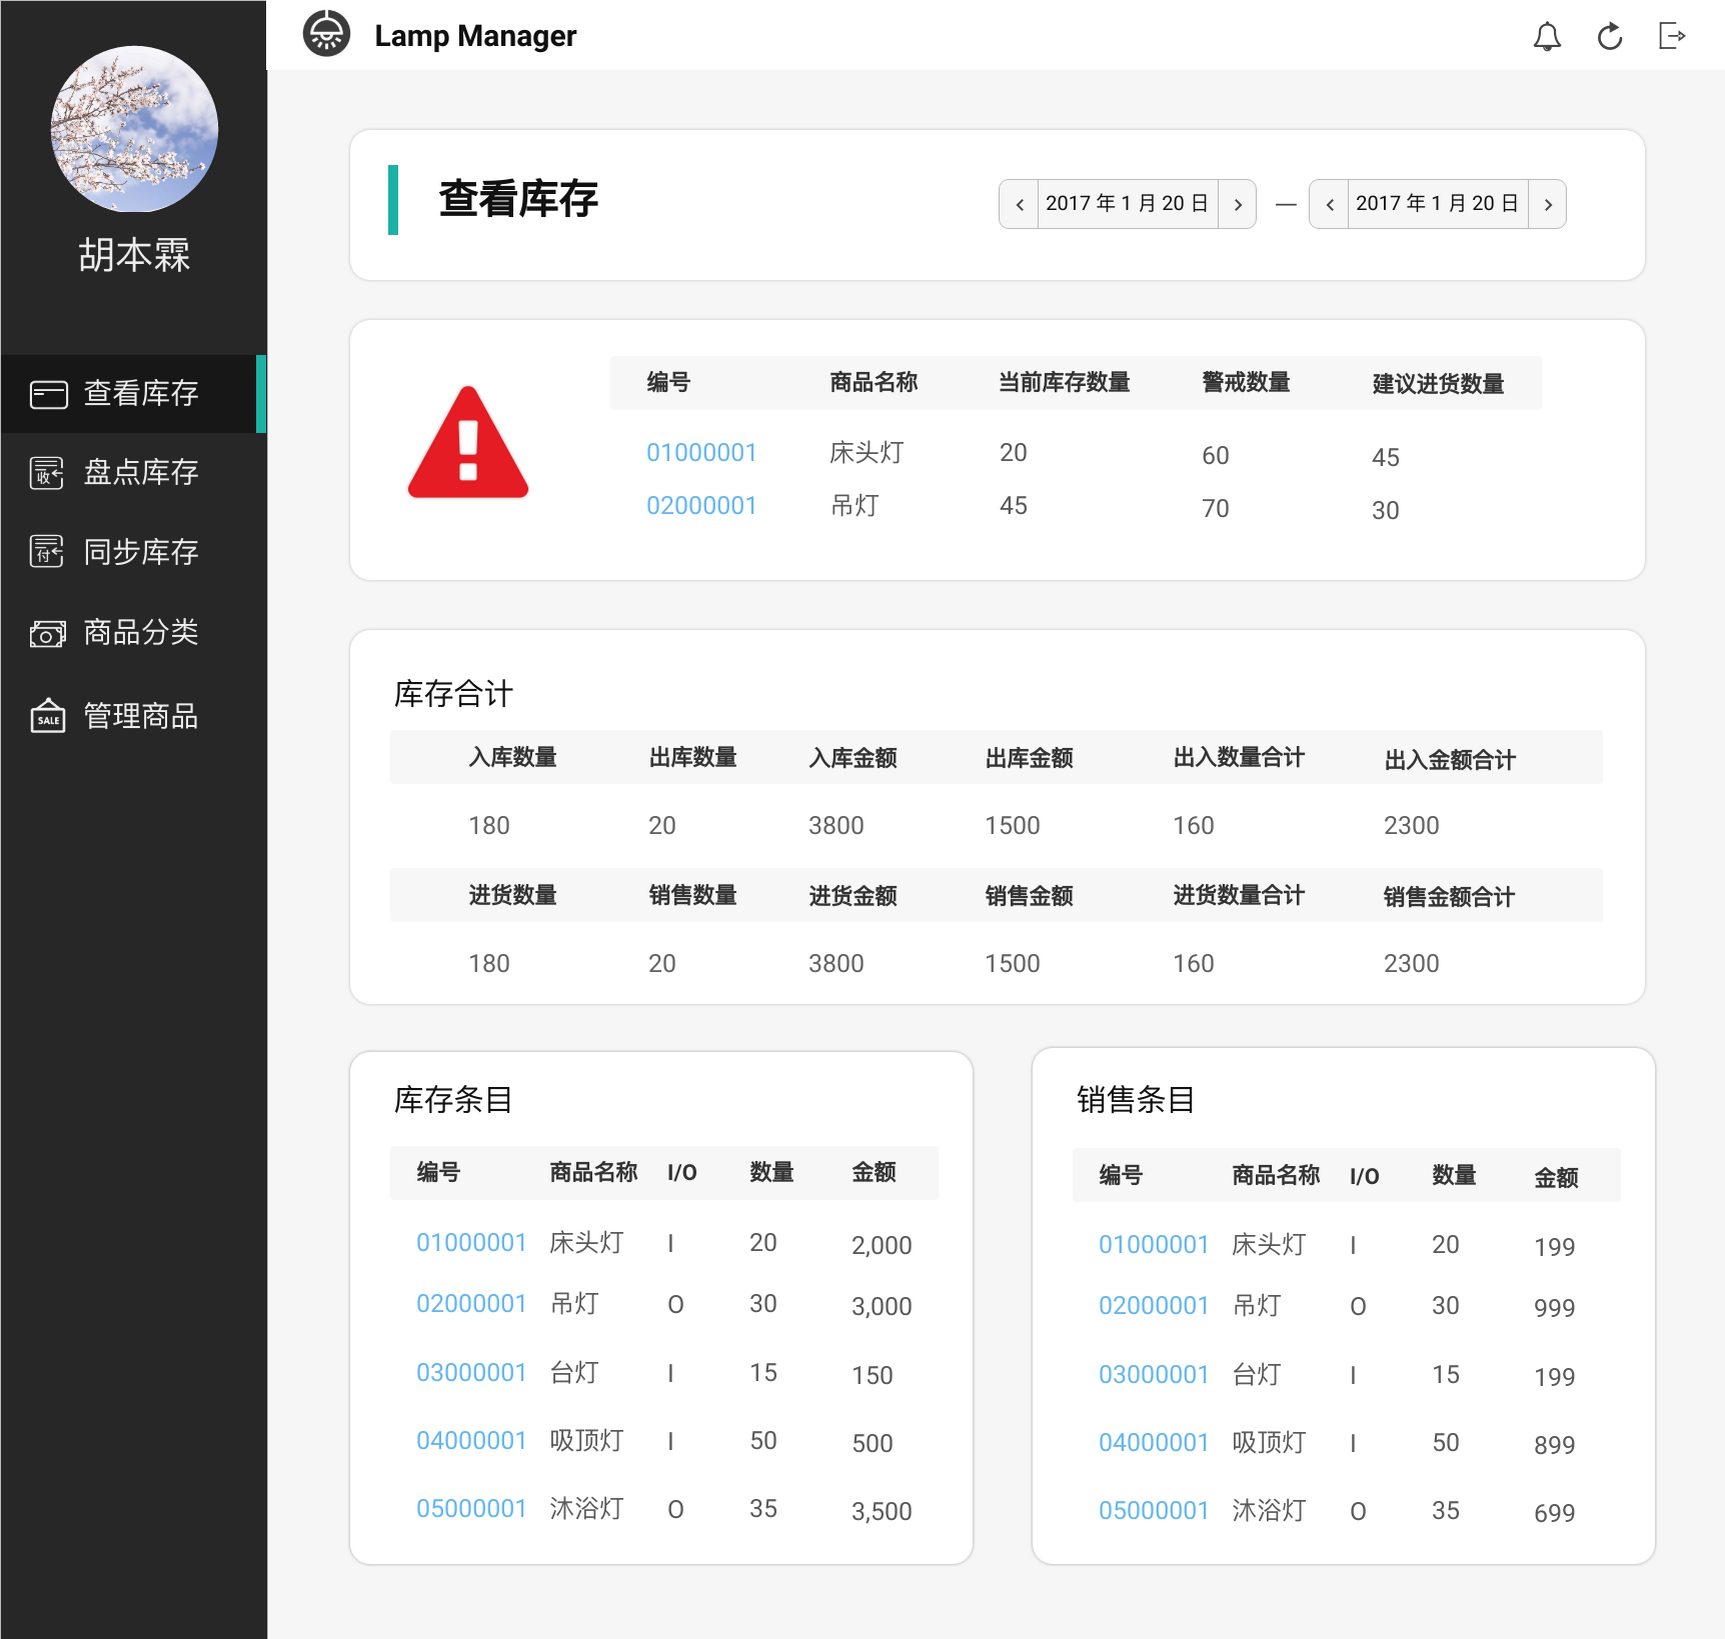 Lamp Manager
胡本霖
查看库存
收 盘点库存
付 同步库存
商品分类
SALE 管理商品
查看库存
2017 年 1 月 20 日 — 2017 年 1 月 20 日
编号 商品名称 当前库存数量 警戒数量 建议进货数量
01000001 床头灯 20 60 45
02000001 吊灯 45 70 30
库存合计
入库数量 出库数量 入库金额 出库金额 出入数量合计 出入金额合计
180 20 3800 1500 160 2300
进货数量 销售数量 进货金额 销售金额 进货数量合计 销售金额合计
180 20 3800 1500 160 2300
库存条目
编号 商品名称 I/O 数量 金额
01000001 床头灯 I 20 2,000
02000001 吊灯 O 30 3,000
03000001 台灯 I 15 150
04000001 吸顶灯 I 50 500
05000001 沐浴灯 O 35 3,500
销售条目
编号 商品名称 I/O 数量 金额
01000001 床头灯 I 20 199
02000001 吊灯 O 30 999
03000001 台灯 I 15 199
04000001 吸顶灯 I 50 899
05000001 沐浴灯 O 35 699